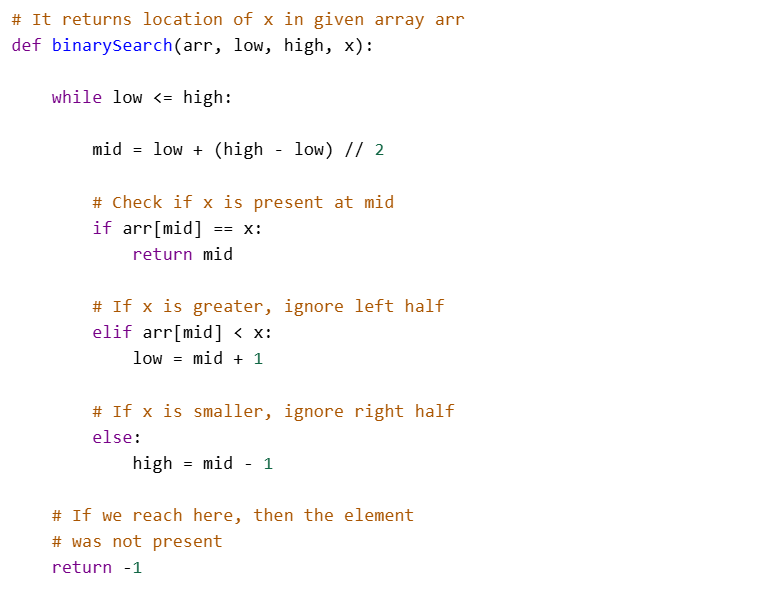 # It returns location of x in given array arr
def binarySearch(arr, low, high, x):
    while low <= high:
        mid = low + (high - low) // 2
        # Check if x is present at mid
        if arr[mid] == x:
            return mid
        # If x is greater, ignore left half
        elif arr[mid] < x:
            low = mid + 1
        # If x is smaller, ignore right half
        else:
            high = mid - 1
    # If we reach here, then the element
    # was not present
    return -1